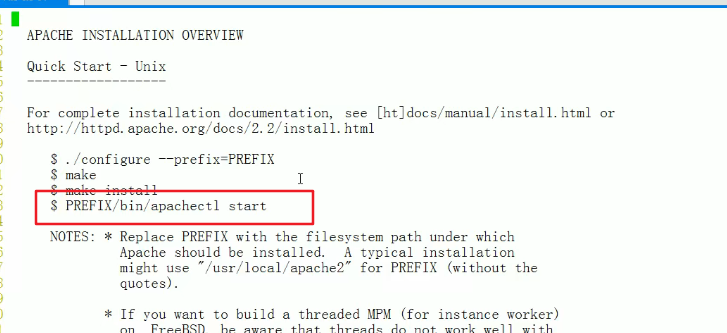 APACHE INSTALLATION OVERVIEW
Quick Start - Unix
------------------
For complete installation documentation, see [ht]docs/manual/install.html or
http://httpd.apache.org/docs/2.2/install.html
$ ./configure --prefix=PREFIX
$ make
$ make install
$ PREFIX/bin/apachectl start
NOTES: * Replace PREFIX with the filesystem path under which
Apache should be installed.  A typical installation
might use "/usr/local/apache2" for PREFIX (without the
quotes).
* If you want to build a threaded MPM (for instance worker)
on  FreeBSD, be aware that threads do not work well with